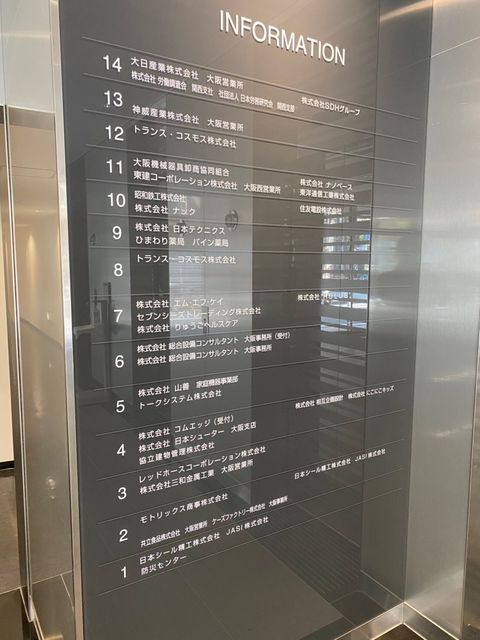 INFORMATION
14 大日産業株式会社 大阪営業所
株式会社 労働調査会 関西支社 社団法人 日本労務研究会 関西支部 株式会社SDHグループ
13 神威産業株式会社 大阪営業所
12 トランス・コスモス株式会社
11 大阪機械器具卸商協同組合 株式会社 ナノベース
東建コーポレーション株式会社 大阪西営業所 東洋通信工業株式会社
10 昭和鉄工株式会社 住友電設株式会社
株式会社 ナック
9 株式会社 日本テクニクス
ひまわり薬局 パイン薬局
8 トランス・コスモス株式会社
7 株式会社 エム・エフ・ケイ 株式会社
セブンシーズトレーディング株式会社
株式会社 りゅうごヘルスケア
6 株式会社 総合設備コンサルタント 大阪事務所(受付)
株式会社 総合設備コンサルタント 大阪事務所
5 株式会社 山善 家庭機器事業部
トークシステム株式会社
4 株式会社 コムエッジ(受付) 株式会社 相互企画設計 株式会社 にこにこキッズ
株式会社 日本シューター 大阪支店
協立建物管理株式会社
3 レッドホースコーポレーション株式会社
株式会社三和金属工業 大阪営業所
2 モトリックス商事株式会社 日本シール精工株式会社 JASI株式会社
共立食品株式会社 大阪営業所 ケーズファクトリー株式会社 大阪事業所
1 日本シール精工株式会社 JASI株式会社
防災センター